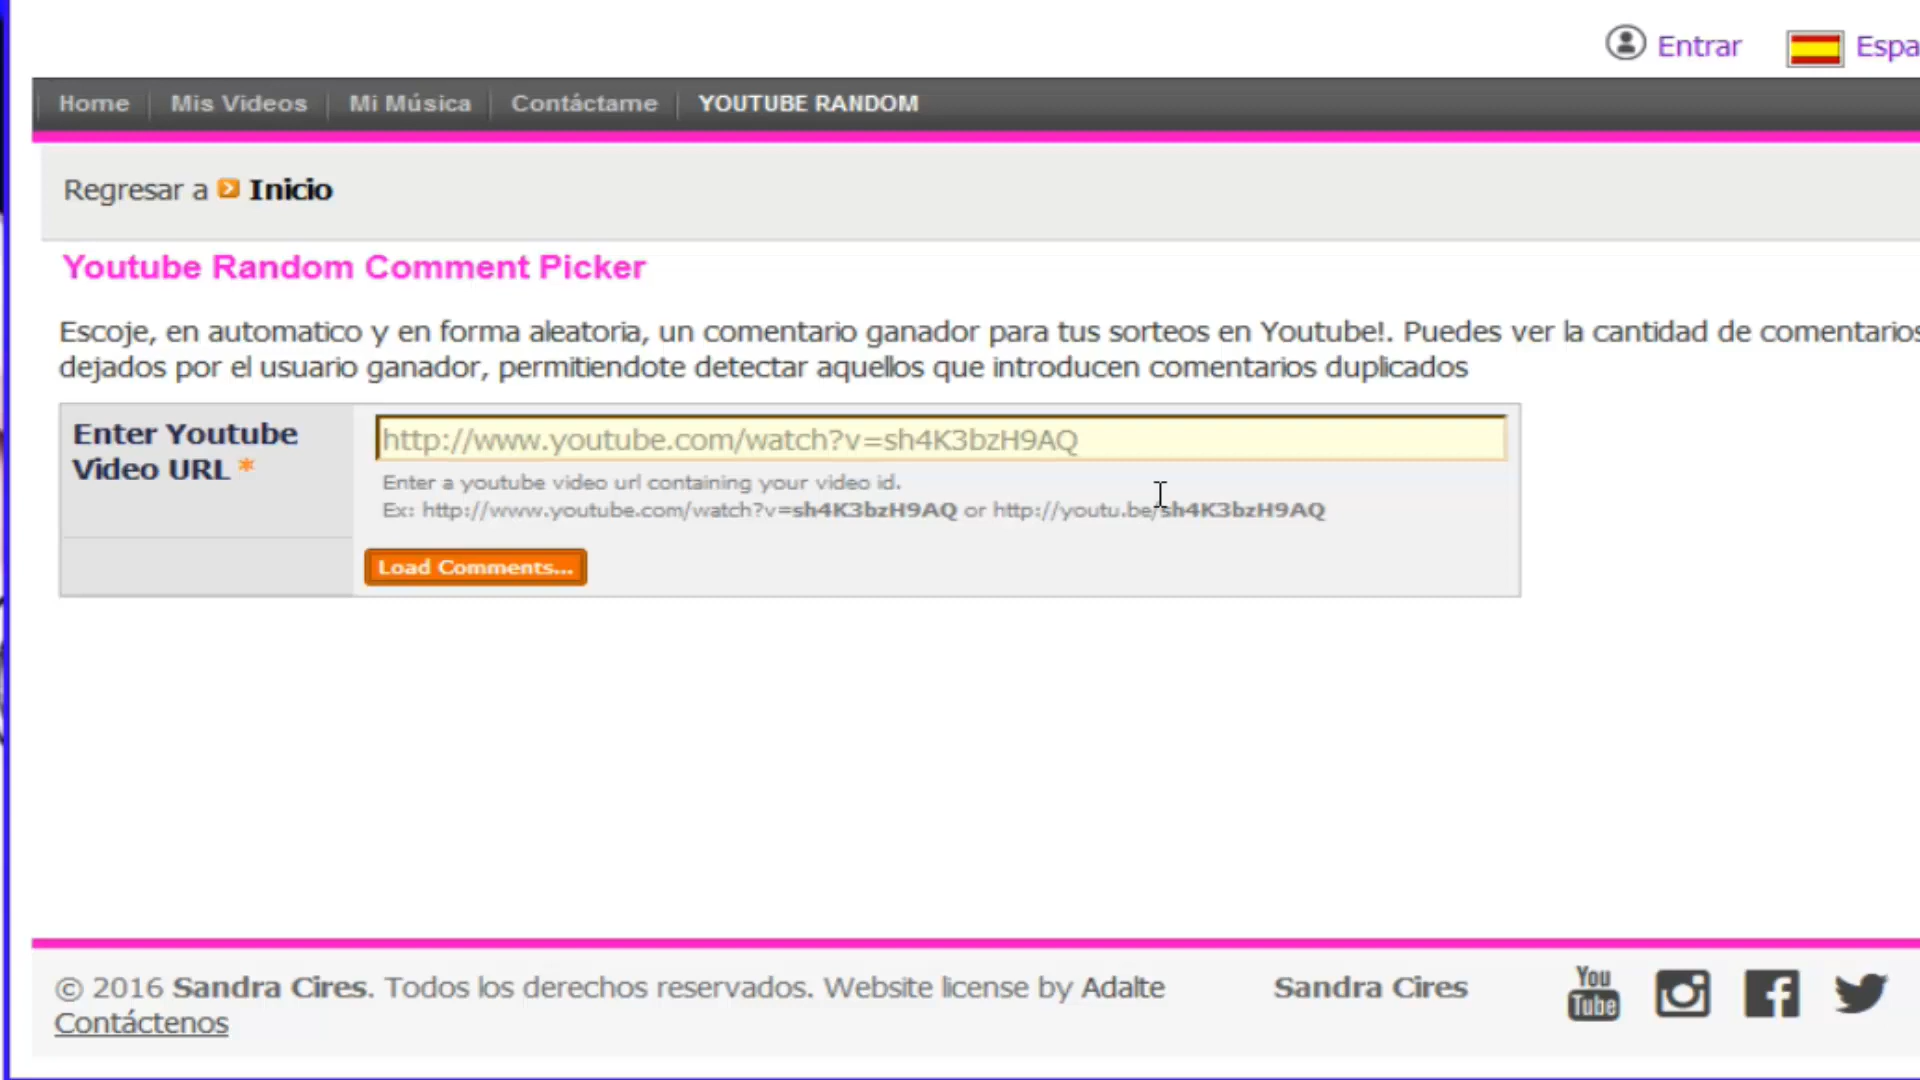 Entrar
Home
Mis Videos
Mi Música
Contáctame
YOUTUBE RANDOM
Regresar a Inicio
Youtube Random Comment Picker
Escoje, en automatico y en forma aleatoria, un comentario ganador para tus sorteos en Youtube!. Puedes ver la cantidad de comentarios
dejados por el usuario ganador, permitiendote detectar aquellos que introducen comentarios duplicados
Enter Youtube
Video URL *
http://www.youtube.com/watch?v=sh4K3bzH9AQ
Enter a youtube video url containing your video id.
Ex: http://www.youtube.com/watch?v=sh4K3bzH9AQ or http://youtu.be/sh4K3bzH9AQ
Load Comments...
© 2016 Sandra Cires. Todos los derechos reservados. Website license by Adalte
Contáctenos
Sandra Cires
You
Tube